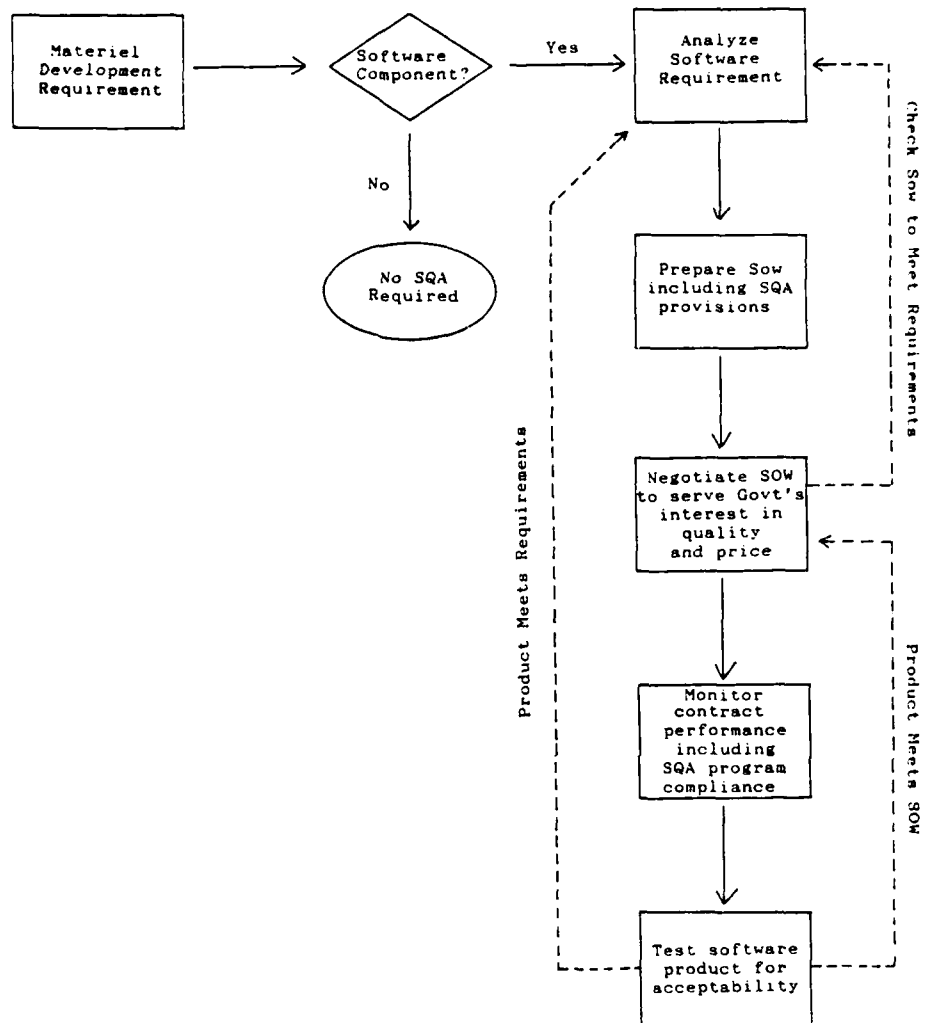 Materiel
Development
Requirement
Software
Component?
Yes
Analyze
Software
Requirement
No
No SQA
Required
Prepare Sow
including SQA
provisions
Check Sow to Meet Requirements
Negotiate SOW
to serve Govt's
interest in
quality
and price
Product Meets Requirements
Monitor
contract
performance
including
SQA program
compliance
Product Meets SOW
Test software
product for
acceptability